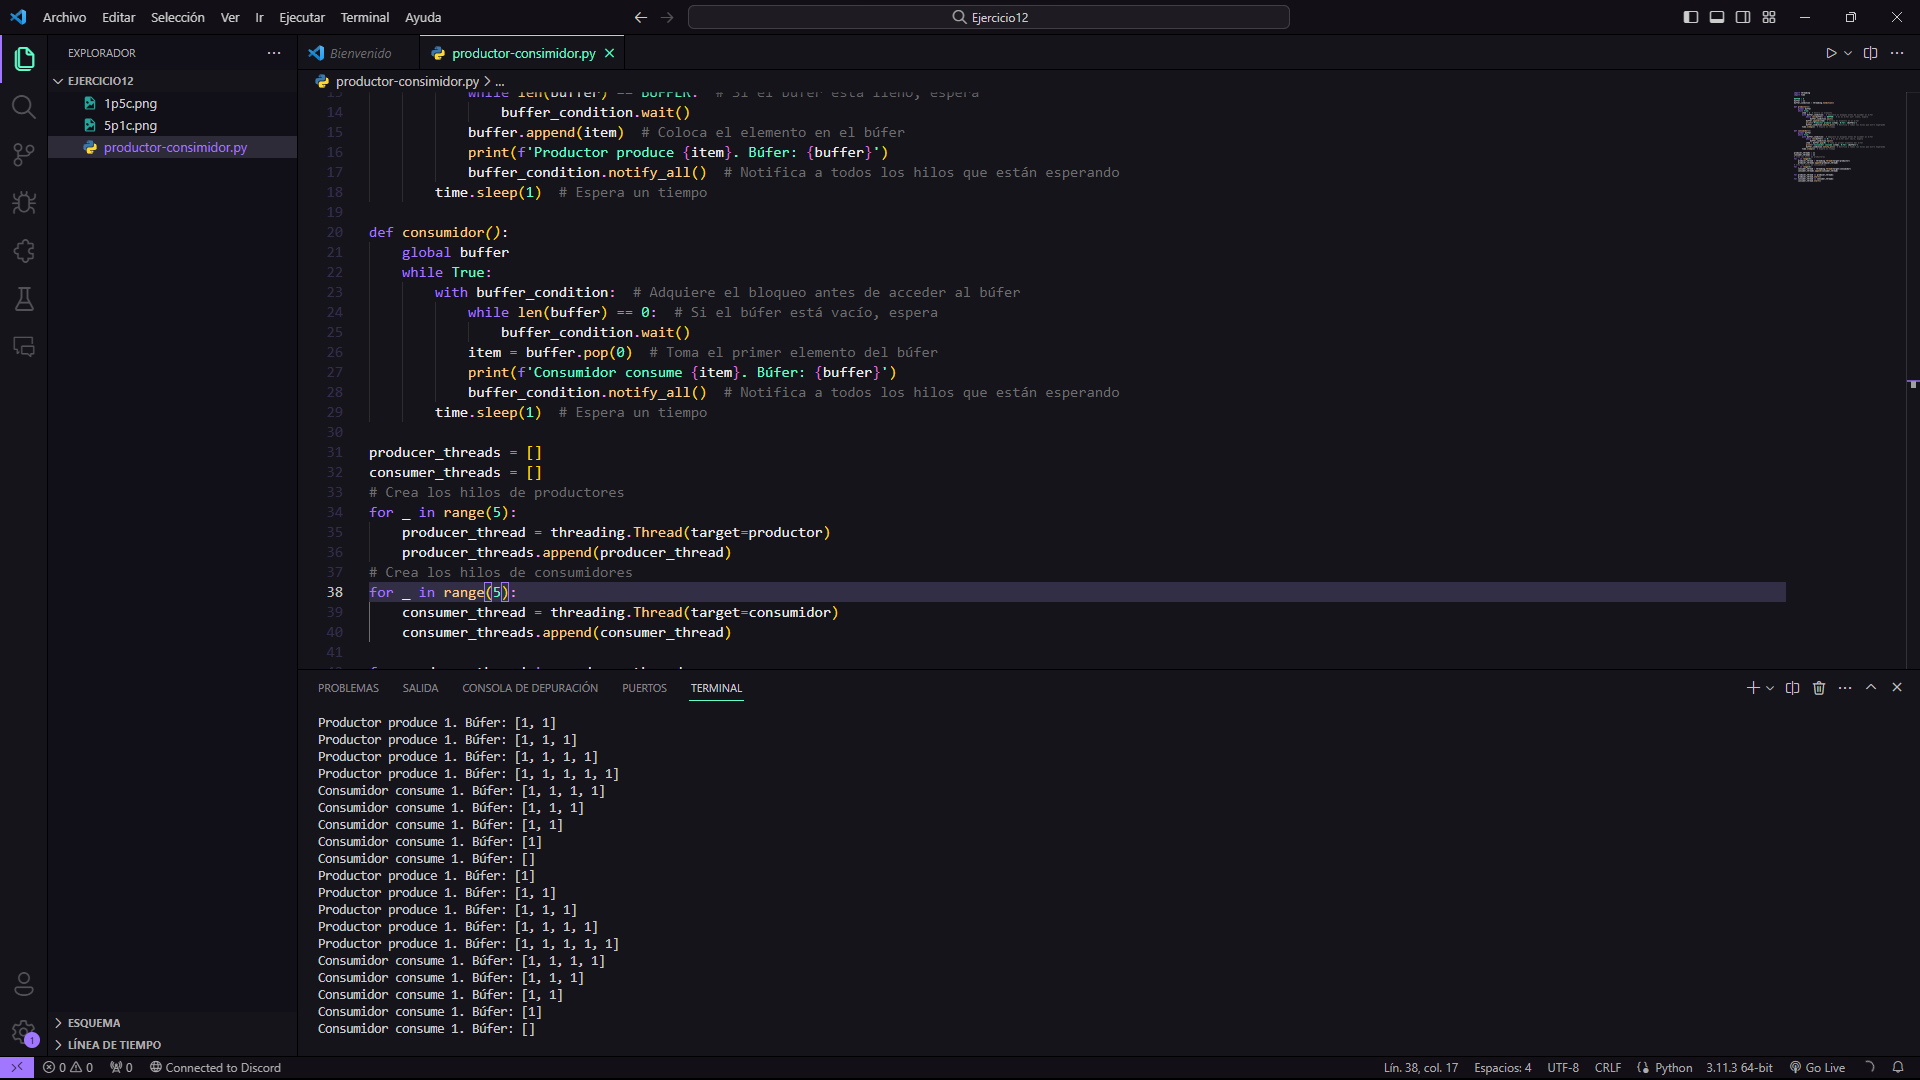 Archivo Editar Selección Ver Ir Ejecutar Terminal Ayuda
Ejercicio12
EXPLORADOR
EJERCICIO12
1p5c.png
5p1c.png
productor-consimidor.py
ESQUEMA
LÍNEA DE TIEMPO
1
Bienvenido
productor-consimidor.py
productor-consimidor.py > ...
13 while len(buffer) == BUFFER: # Si el búfer está lleno, espera
14 buffer_condition.wait()
15 buffer.append(item) # Coloca el elemento en el búfer
16 print(f'Productor produce {item}. Búfer: {buffer}')
17 buffer_condition.notify_all() # Notifica a todos los hilos que están esperando
18 time.sleep(1) # Espera un tiempo
19
20 def consumidor():
21 global buffer
22 while True:
23 with buffer_condition: # Adquiere el bloqueo antes de acceder al búfer
24 while len(buffer) == 0: # Si el búfer está vacío, espera
25 buffer_condition.wait()
26 item = buffer.pop(0) # Toma el primer elemento del búfer
27 print(f'Consumidor consume {item}. Búfer: {buffer}')
28 buffer_condition.notify_all() # Notifica a todos los hilos que están esperando
29 time.sleep(1) # Espera un tiempo
30
31 producer_threads = []
32 consumer_threads = []
33 # Crea los hilos de productores
34 for _ in range(5):
35 producer_thread = threading.Thread(target=productor)
36 producer_threads.append(producer_thread)
37 # Crea los hilos de consumidores
38 for _ in range(5):
39 consumer_thread = threading.Thread(target=consumidor)
40 consumer_threads.append(consumer_thread)
41
PROBLEMAS SALIDA CONSOLA DE DEPURACIÓN PUERTOS TERMINAL
Productor produce 1. Búfer: [1, 1]
Productor produce 1. Búfer: [1, 1, 1]
Productor produce 1. Búfer: [1, 1, 1, 1]
Productor produce 1. Búfer: [1, 1, 1, 1, 1]
Consumidor consume 1. Búfer: [1, 1, 1, 1]
Consumidor consume 1. Búfer: [1, 1, 1]
Consumidor consume 1. Búfer: [1, 1]
Consumidor consume 1. Búfer: [1]
Consumidor consume 1. Búfer: []
Productor produce 1. Búfer: [1]
Productor produce 1. Búfer: [1, 1]
Productor produce 1. Búfer: [1, 1, 1]
Productor produce 1. Búfer: [1, 1, 1, 1]
Productor produce 1. Búfer: [1, 1, 1, 1, 1]
Consumidor consume 1. Búfer: [1, 1, 1, 1]
Consumidor consume 1. Búfer: [1, 1, 1]
Consumidor consume 1. Búfer: [1, 1]
Consumidor consume 1. Búfer: [1]
Consumidor consume 1. Búfer: []
0 0 0 Connected to Discord Lín. 38, col. 17 Espacios: 4 UTF-8 CRLF Python 3.11.3 64-bit Go Live